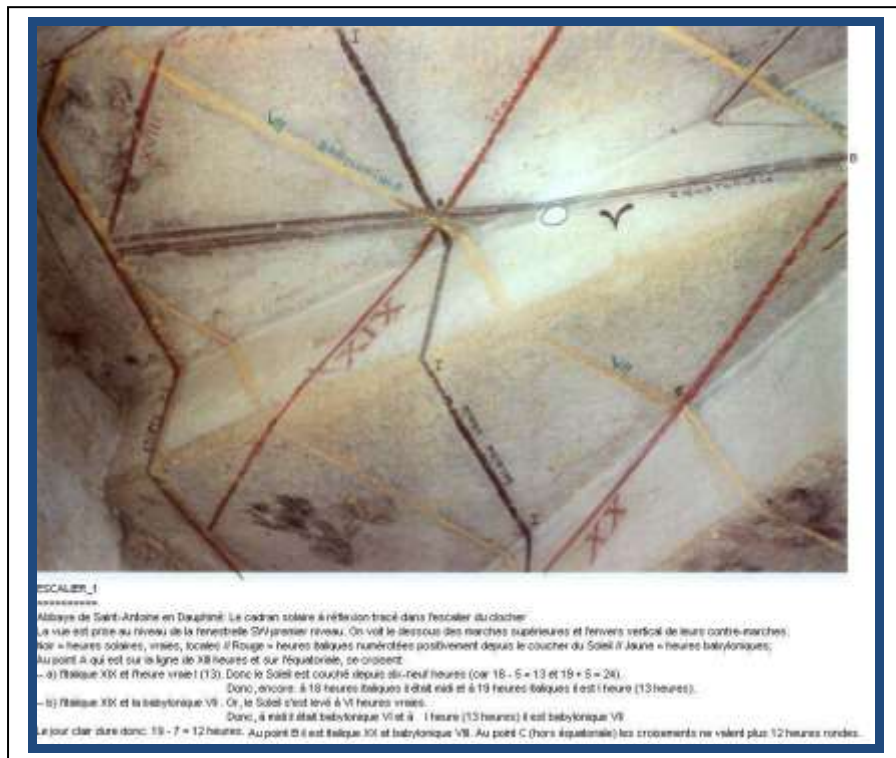 I
VII
BABYLONIQUE
XVIII
A
B
EQUATORIALE
XIX
I
VII
C
XX
I
ESCALIER_1
==========
Abbaye de Saint-Antoine en Dauphiné: Le cadran solaire à réflexion tracé dans l'escalier du clocher
La vue est prise au niveau de la fenestrelle SW premier niveau. On voit le dessous des marches supérieures et l'envers vertical de leurs contre-marches.
Noir = heures solaires, vraies, locales // Rouge = heures italiques numérotées positivement depuis le coucher du Soleil // Jaune = heures babyloniques;
Au point A qui est sur la ligne de XIII heures et sur l'équatoriale, se croisent:
-- a) l'italique XIX et l'heure vraie I (13). Donc le Soleil est couché depuis dix-neuf heures (car 18 - 5 = 13 et 19 + 5 = 24).
Donc, encore: à 18 heures italiques il était midi et à 19 heures italiques il est I heure (13 heures).
-- b) l'italique XIX et la babylonique VII. Or, le Soleil s'est levé à VI heures vraies.
Donc, à midi il était babylonique VI et à I heure (13 heures) il est babylonique VII
Le jour clair dure donc: 19 - 7 = 12 heures. Au point B il est italique XX et babylonique VIII. Au point C (hors équatoriale) les croisements ne valent plus 12 heures rondes.